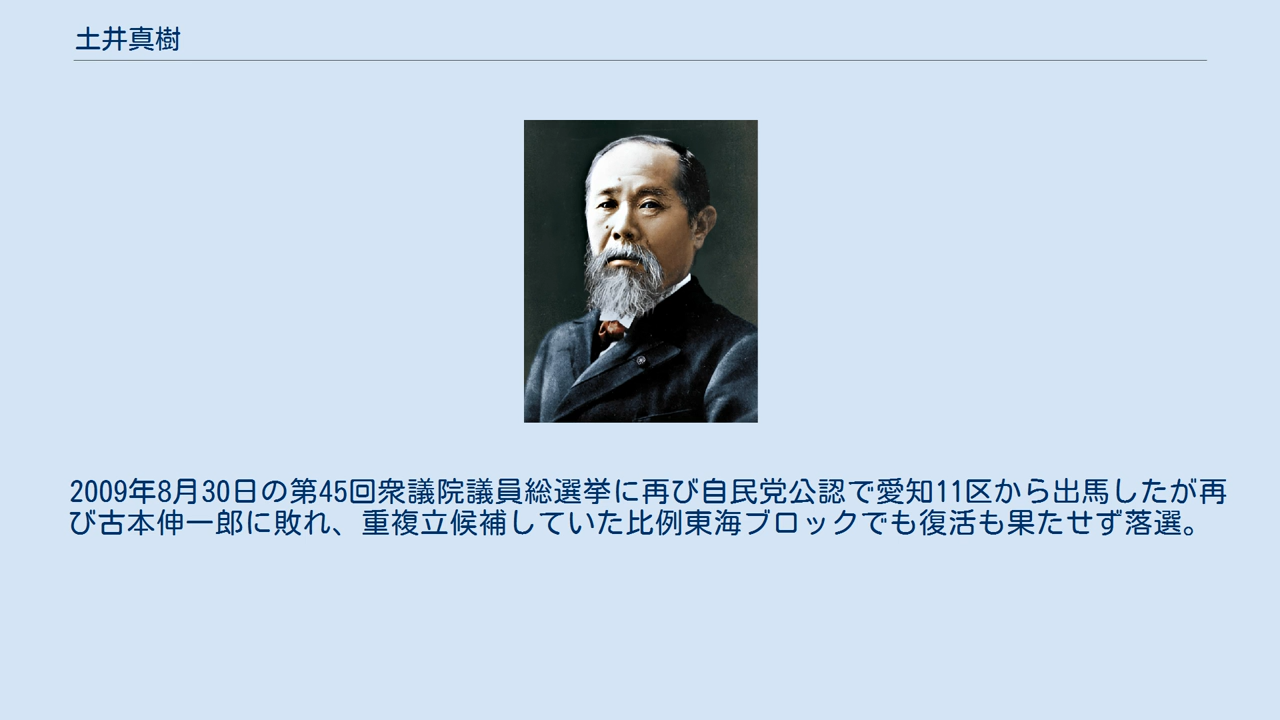 土井真樹
2009年8月30日の第45回衆議院議員総選挙に再び自民党公認で愛知11区から出馬したが再
び古本伸一郎に敗れ、重複立候補していた比例東海ブロックでも復活も果たせず落選。